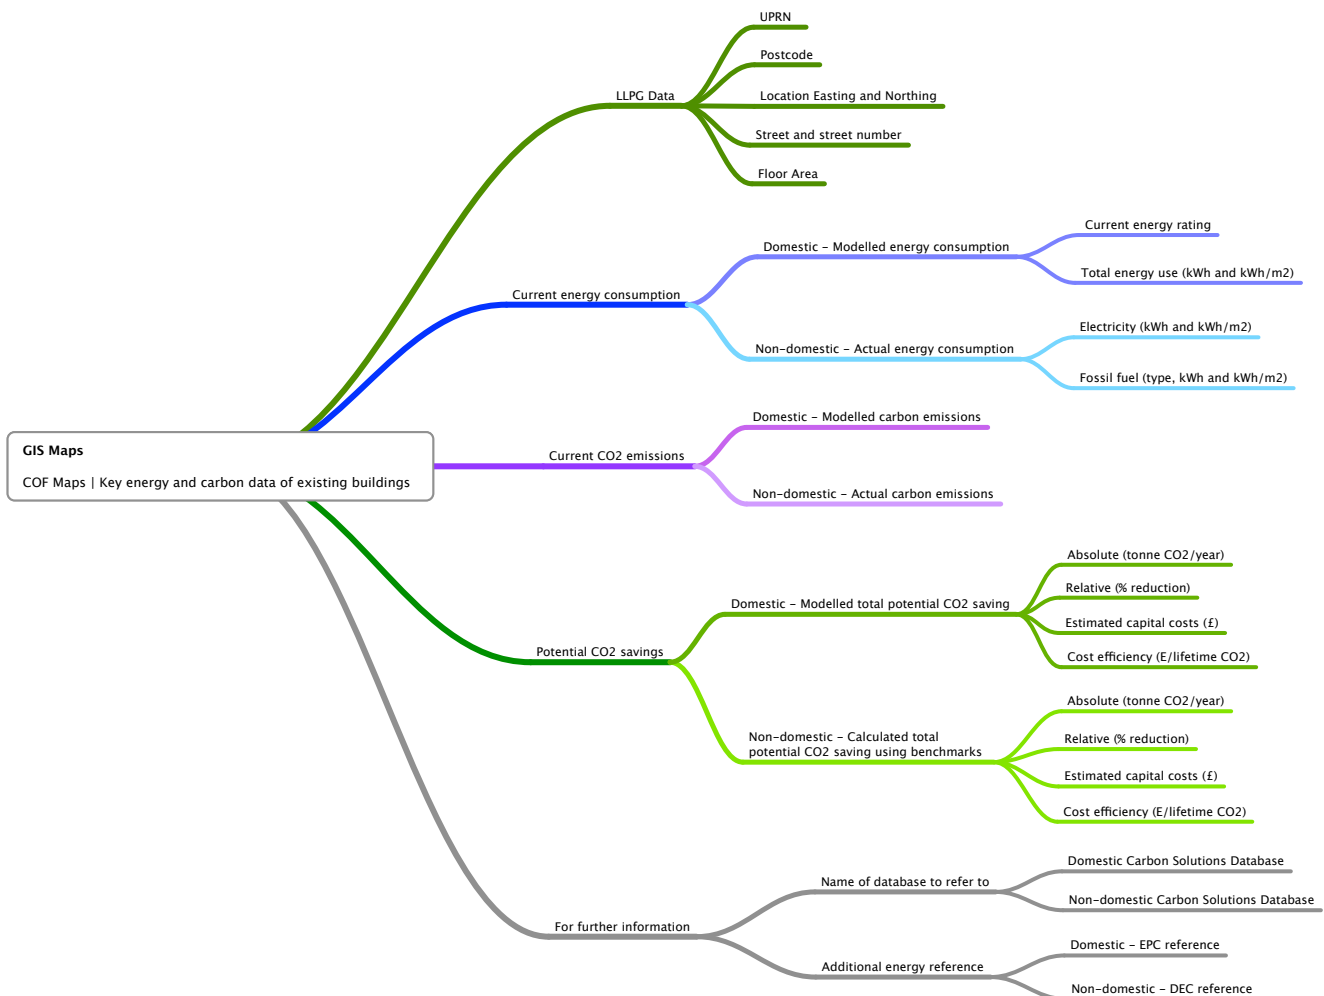 UPRN
Postcode
LLPG Data
Location Easting and Northing
Street and street number
Floor Area
Current energy consumption
Domestic – Modelled energy consumption
Current energy rating
Total energy use (kWh and kWh/m2)
Non-domestic – Actual energy consumption
Electricity (kWh and kWh/m2)
Fossil fuel (type, kWh and kWh/m2)
GIS Maps
COF Maps | Key energy and carbon data of existing buildings
Current CO2 emissions
Domestic – Modelled carbon emissions
Non-domestic – Actual carbon emissions
Potential CO2 savings
Domestic – Modelled total potential CO2 saving
Absolute (tonne CO2/year)
Relative (% reduction)
Estimated capital costs (£)
Cost efficiency (E/lifetime CO2)
Non-domestic – Calculated total
potential CO2 saving using benchmarks
Absolute (tonne CO2/year)
Relative (% reduction)
Estimated capital costs (£)
Cost efficiency (E/lifetime CO2)
For further information
Name of database to refer to
Domestic Carbon Solutions Database
Non-domestic Carbon Solutions Database
Additional energy reference
Domestic – EPC reference
Non-domestic – DEC reference